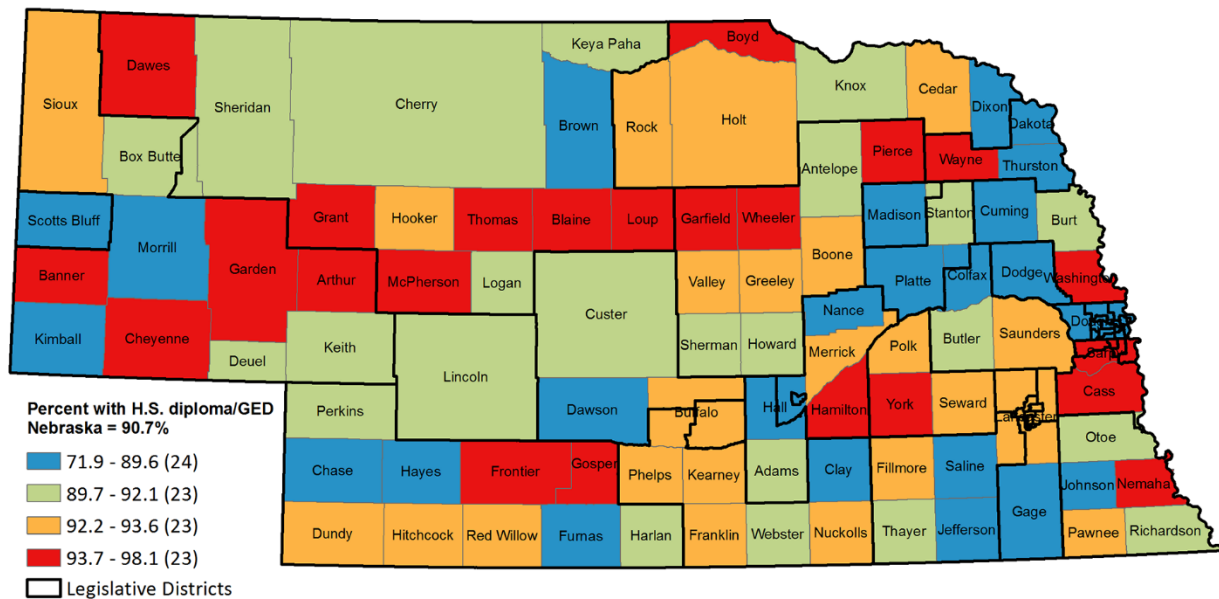 Boyd
Keya Paha
Dawes
Sioux
Sheridan
Cherry
Knox
Cedar
Dixon
Brown
Rock
Holt
Dakota
Box Butte
Antelope
Pierce
Wayne
Thurston
Scotts Bluff
Morrill
Grant
Hooker
Thomas
Blaine
Loup
Garfield
Wheeler
Madison
Stanton
Cuming
Burt
Banner
Garden
Arthur
McPherson
Logan
Valley
Greeley
Boone
Platte
Colfax
Dodge
Washington
Kimball
Cheyenne
Deuel
Keith
Custer
Sherman
Howard
Nance
Merrick
Polk
Butler
Saunders
Lincoln
Perkins
Dawson
Buffalo
Hall
Hamilton
York
Seward
Lancaster
Cass
Otoe
Chase
Hayes
Frontier
Gosper
Phelps
Kearney
Adams
Clay
Fillmore
Saline
Johnson
Nemaha
Gage
Dundy
Hitchcock
Red Willow
Furnas
Harlan
Franklin
Webster
Nuckolls
Thayer
Jefferson
Pawnee
Richardson
Percent with H.S. diploma/GED
Nebraska = 90.7%
71.9 - 89.6 (24)
89.7 - 92.1 (23)
92.2 - 93.6 (23)
93.7 - 98.1 (23)
Legislative Districts